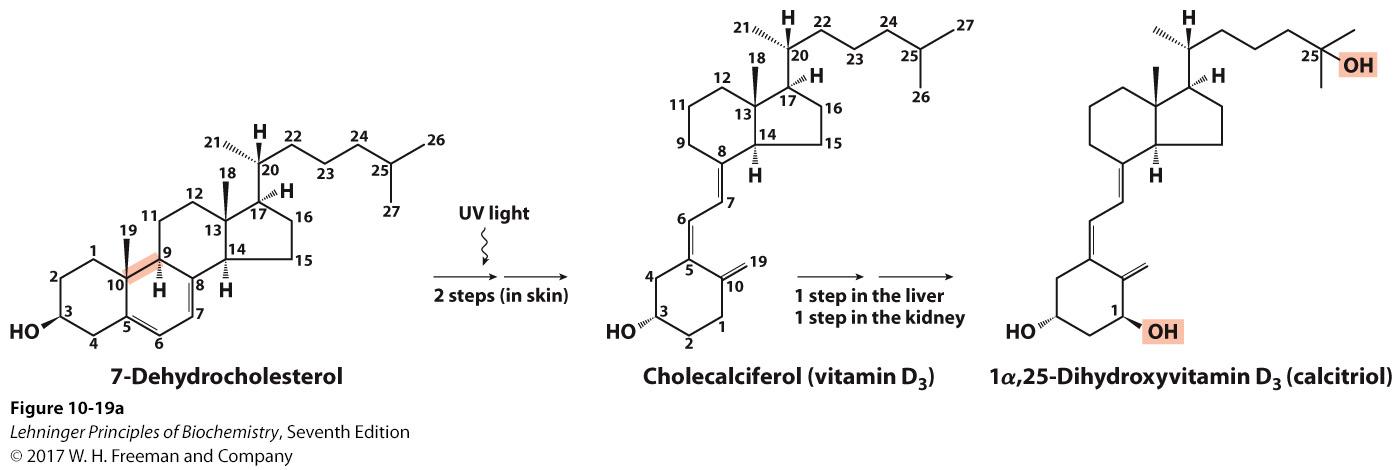 21
H
20
22
23
24
25
26
27
18
12
11
13
17
H
16
15
14
H
19
9
H
1
2
10
8
HO
3
4
5
6
7
7-Dehydrocholesterol
UV light
2 steps (in skin)
21
H
20
22
23
24
25
27
26
18
12
11
13
17
H
16
15
14
H
9
8
7
6
5
4
19
10
HO
3
2
1
Cholecalciferol (vitamin D3)
1 step in the liver
1 step in the kidney
H
25
OH
H
H
HO
1
OH
1α,25-Dihydroxyvitamin D3 (calcitriol)
Figure 10-19a
Lehninger Principles of Biochemistry, Seventh Edition
© 2017 W. H. Freeman and Company